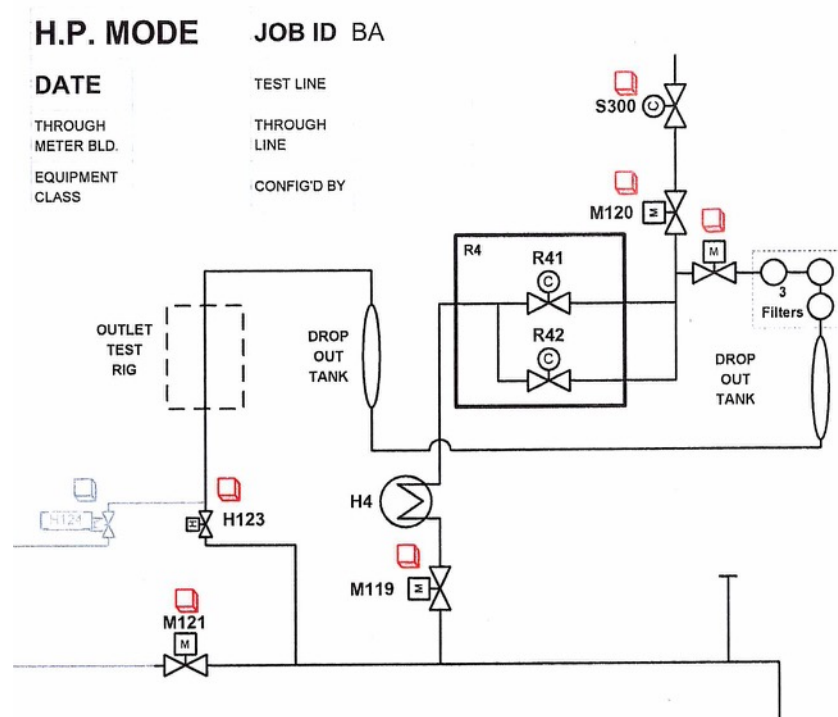 H.P. MODE
JOB ID BA
DATE
TEST LINE
THROUGH
METER BLD.
THROUGH
LINE
EQUIPMENT
CLASS
CONFIG'D BY
S300
C
M120
M
M
R4
R41
C
R42
C
3
Filters
OUTLET
TEST
RIG
DROP
OUT
TANK
DROP
OUT
TANK
H4
H124
H
H123
M119
M
M121
M